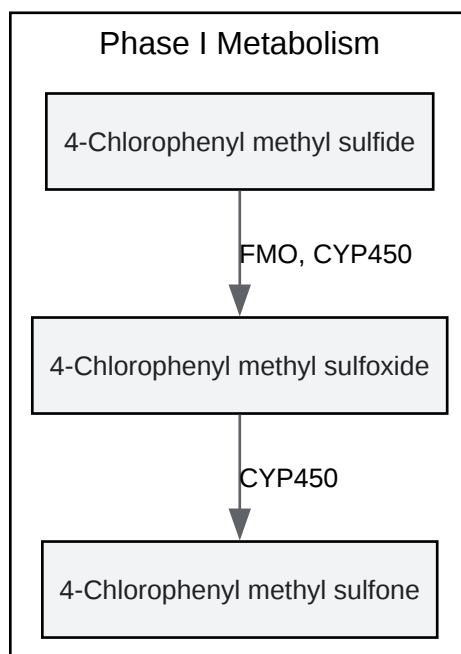 Phase I Metabolism
4-Chlorophenyl methyl sulfide
FMO, CYP450
4-Chlorophenyl methyl sulfoxide
CYP450
4-Chlorophenyl methyl sulfone